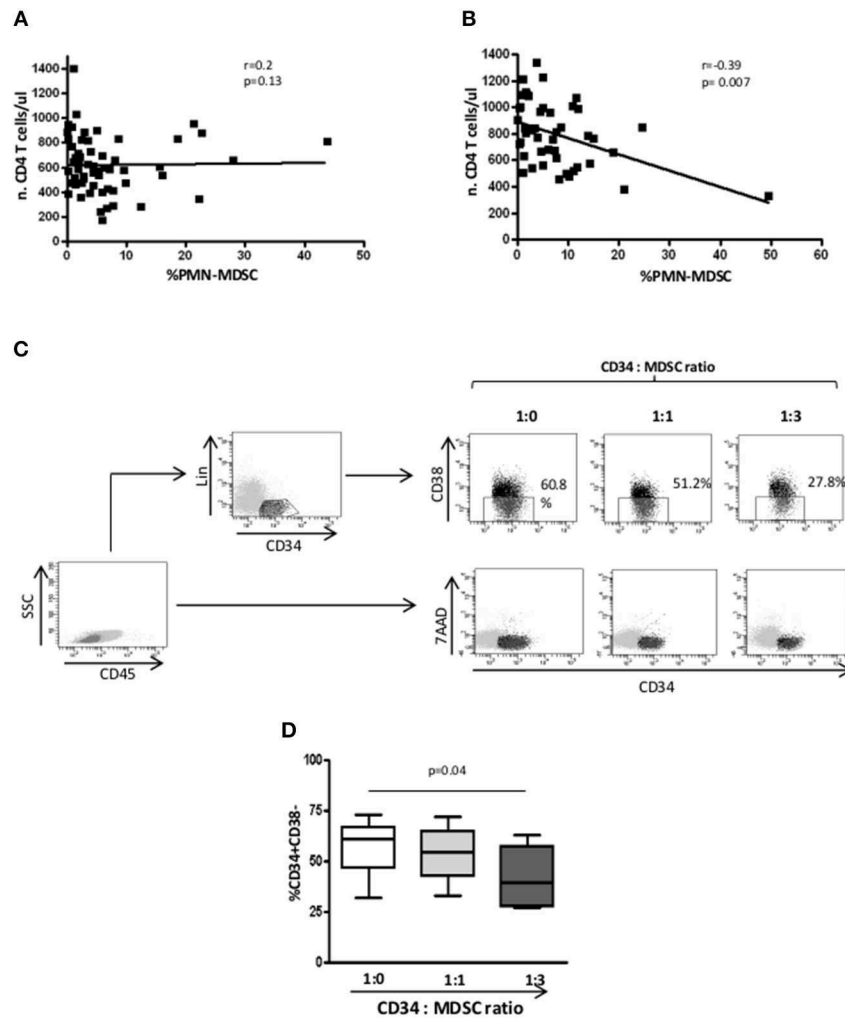 A
r=0.2
p=0.13
n. CD4 T cells/ul
1400
1200
1000
800
600
400
200
0
0 10 20 30 40 50
%PMN-MDSC
B
r=-0.39
p= 0.007
n. CD4 T cells/ul
1400
1200
1000
800
600
400
200
0
0 10 20 30 40 50 60
%PMN-MDSC
C
CD34 : MDSC ratio
1:0 1:1 1:3
Lin
CD34
CD38
60.8
%
51.2%
27.8%
SSC
CD45
7AAD
CD34
D
%CD34+CD38-
100
75
50
25
0
p=0.04
1:0 1:1 1:3
CD34 : MDSC ratio